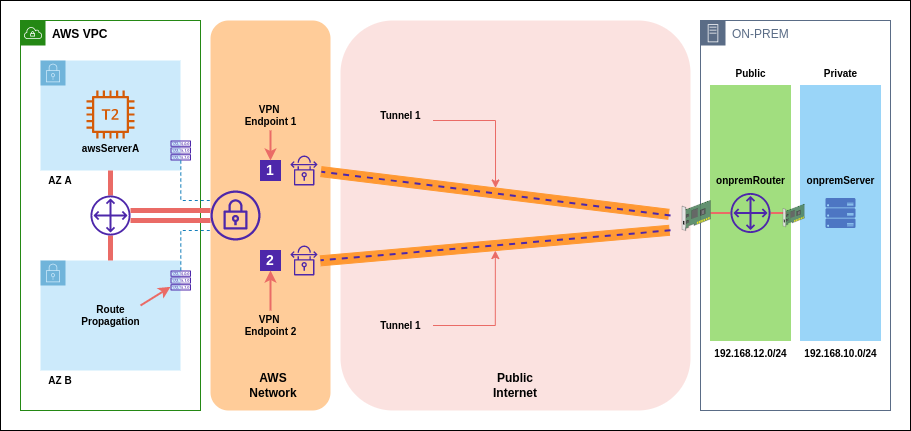 AWS VPC
T2
awsServerA
AZ A
Route
Propagation
AZ B
VPN
Endpoint 1
1
2
VPN
Endpoint 2
AWS
Network
Tunnel 1
Tunnel 1
Public
Internet
ON-PREM
Public
Private
onpremRouter
onpremServer
192.168.12.0/24
192.168.10.0/24